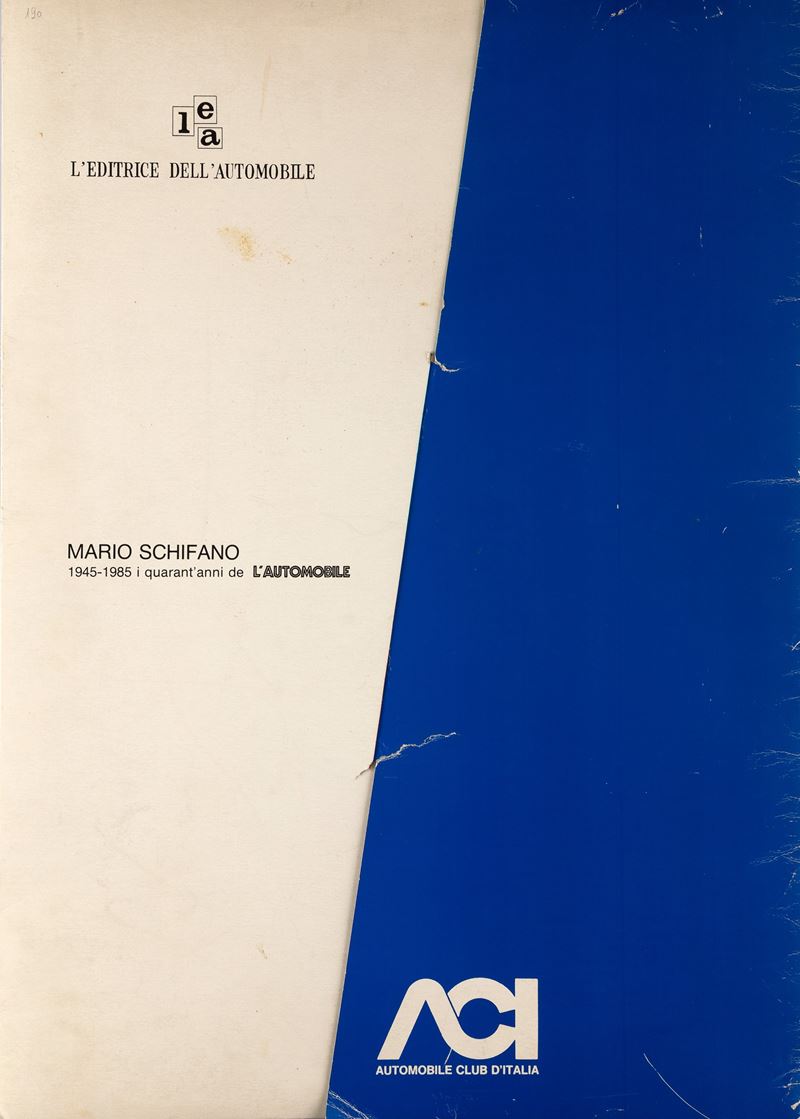 190
l e a
L'EDITRICE DELL'AUTOMOBILE
MARIO SCHIFANO
1945-1985 i quarant'anni de L'AUTOMOBILE
ACI
AUTOMOBILE CLUB D'ITALIA